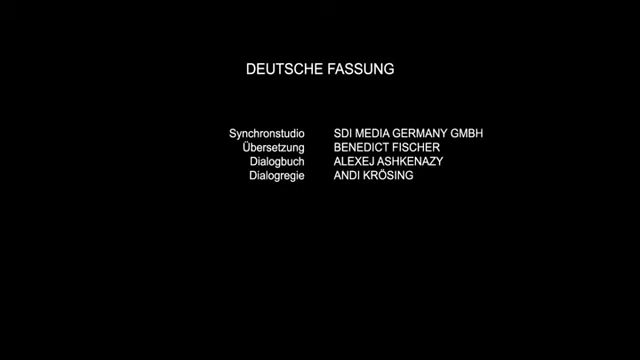 DEUTSCHE FASSUNG
Synchronstudio SDI MEDIA GERMANY GMBH
Übersetzung BENEDICT FISCHER
Dialogbuch ALEXEJ ASHKENAZY
Dialogregie ANDI KRÖSING